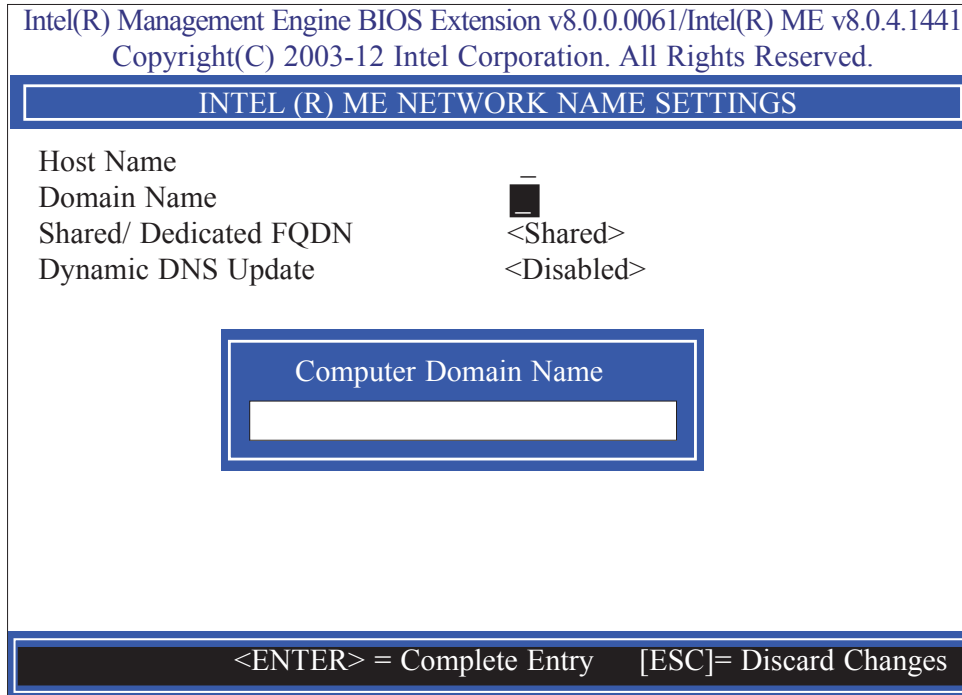 Intel(R) Management Engine BIOS Extension v8.0.0.0061/Intel(R) ME v8.0.4.1441
Copyright(C) 2003-12 Intel Corporation. All Rights Reserved.
INTEL (R) ME NETWORK NAME SETTINGS
Host Name _
Domain Name _
Shared/ Dedicated FQDN <Shared>
Dynamic DNS Update <Disabled>
Computer Domain Name
<ENTER> = Complete Entry [ESC]= Discard Changes